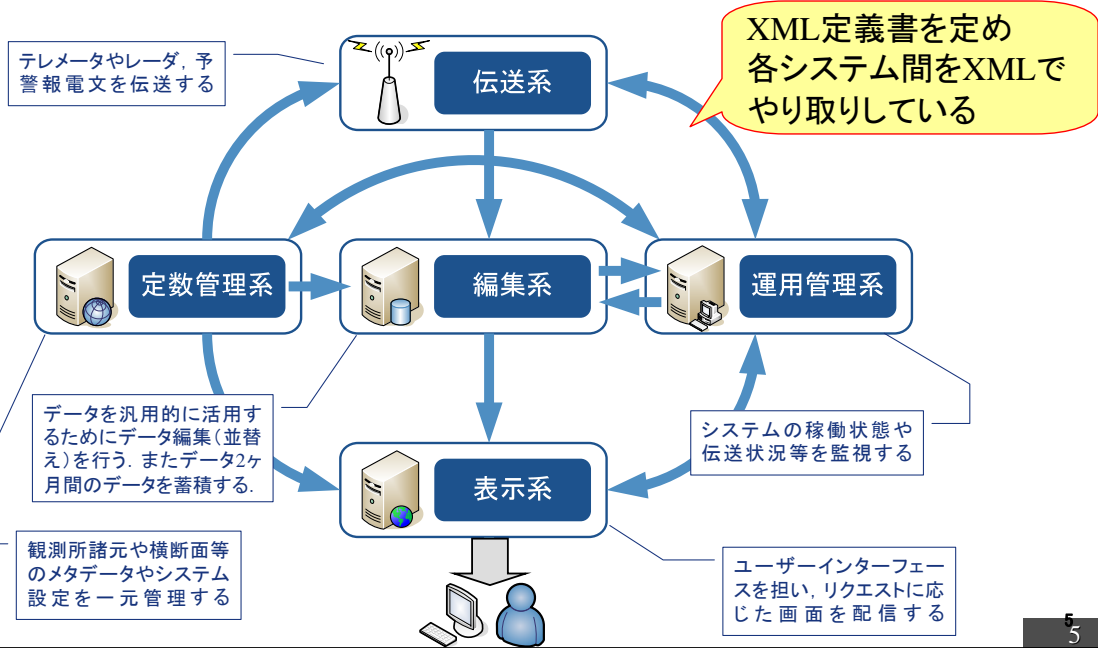 XML定義書を定め
各システム間をXMLで
やり取りしている
テレメータやレーダ，予
警報電文を伝送する
伝送系
定数管理系
編集系
運用管理系
データを汎用的に活用す
るためにデータ編集（並替
え）を行う．またデータ2ヶ
月間のデータを蓄積する．
システムの稼働状態や
伝送状況等を監視する
表示系
観測所諸元や横断面等
のメタデータやシステム
設定を一元管理する
ユーザーインターフェー
スを担い，リクエストに応
じた画面を配信する
5
5